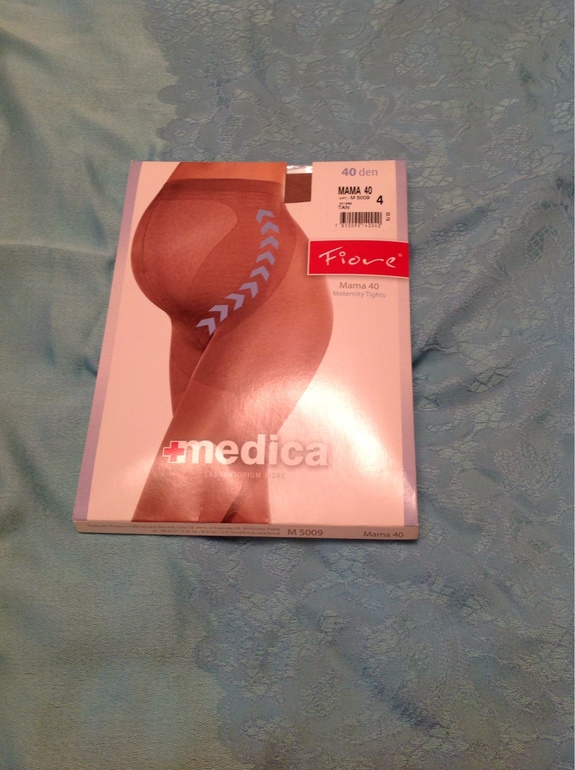 40 den
MAMA 40
M 5009 4
TAN
Fiore
Mama 40
Maternity Tights
medica
M 5009 Mama 40